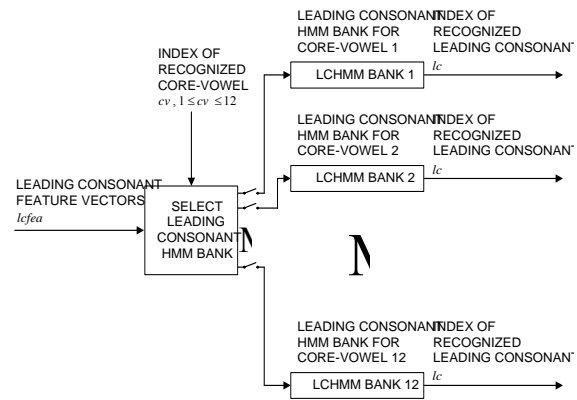 LEADING CONSONANT
HMM BANK FOR
CORE-VOWEL 1
INDEX OF
RECOGNIZED
LEADING CONSONANT
lc
LCHMM BANK 1
INDEX OF
RECOGNIZED
CORE-VOWEL
cv , 1 ≤ cv ≤ 12
LEADING CONSONANT
HMM BANK FOR
CORE-VOWEL 2
INDEX OF
RECOGNIZED
LEADING CONSONANT
lc
LCHMM BANK 2
LEADING CONSONANT
FEATURE VECTORS
lcfea
SELECT
LEADING
CONSONANT
HMM BANK
LEADING CONSONANT
HMM BANK FOR
CORE-VOWEL 12
INDEX OF
RECOGNIZED
LEADING CONSONANT
lc
LCHMM BANK 12